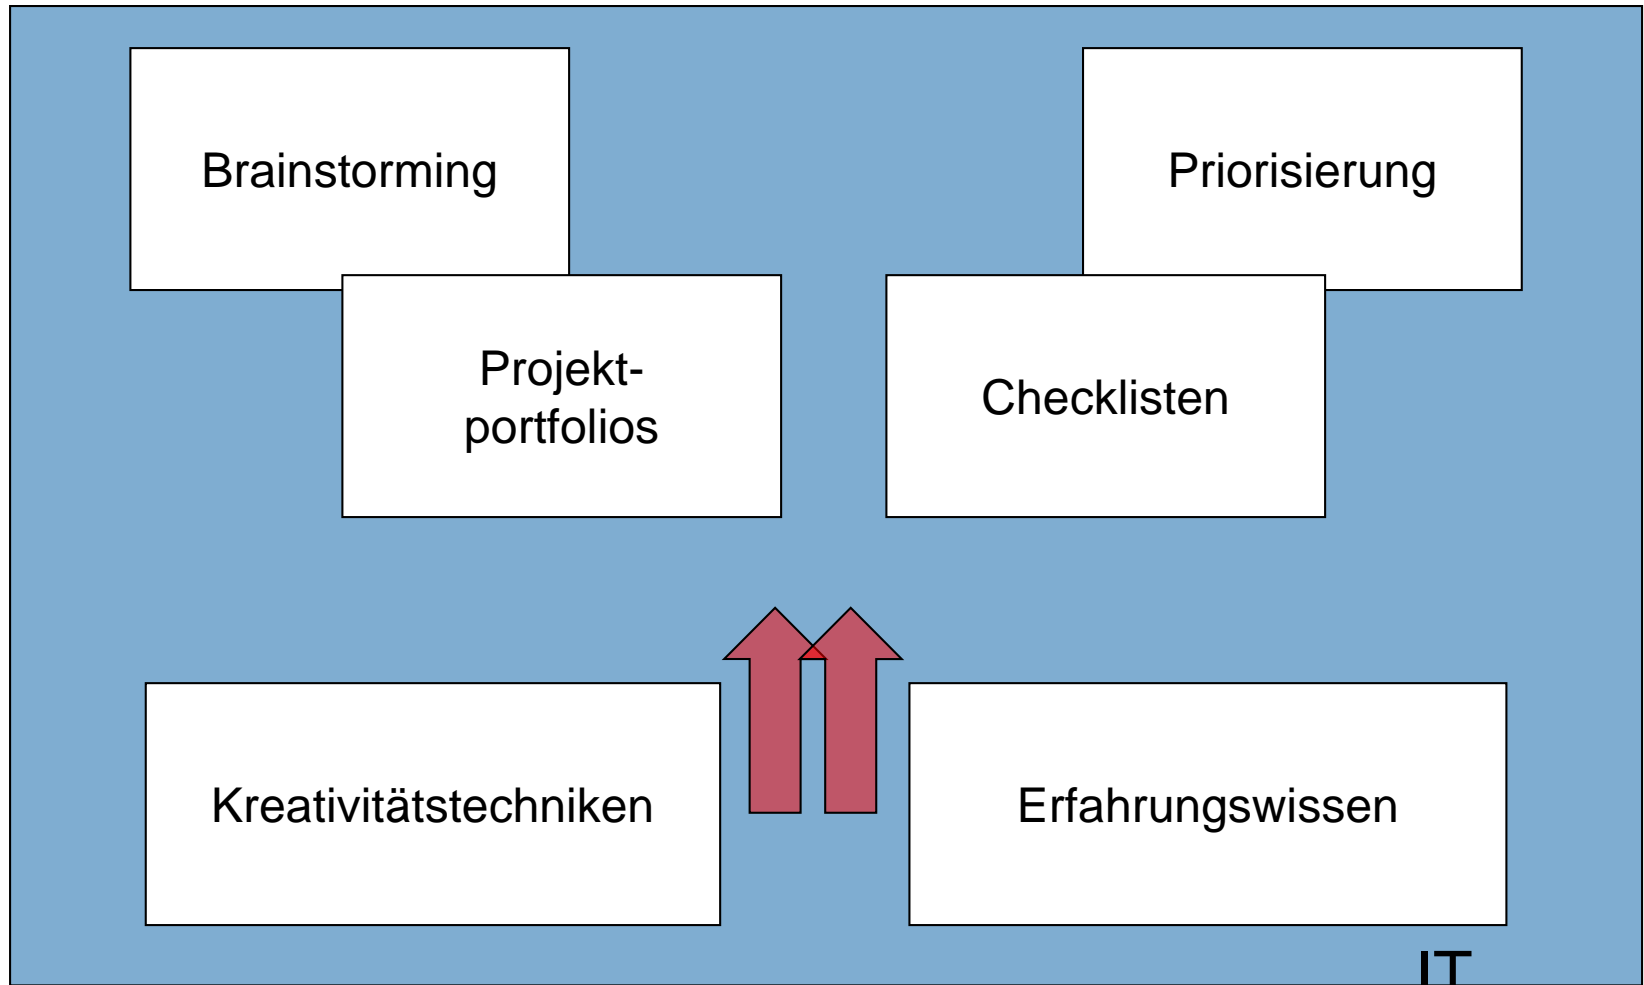 Brainstorming
Priorisierung
Projekt-
portfolios
Checklisten
Kreativitätstechniken
Erfahrungswissen
IT